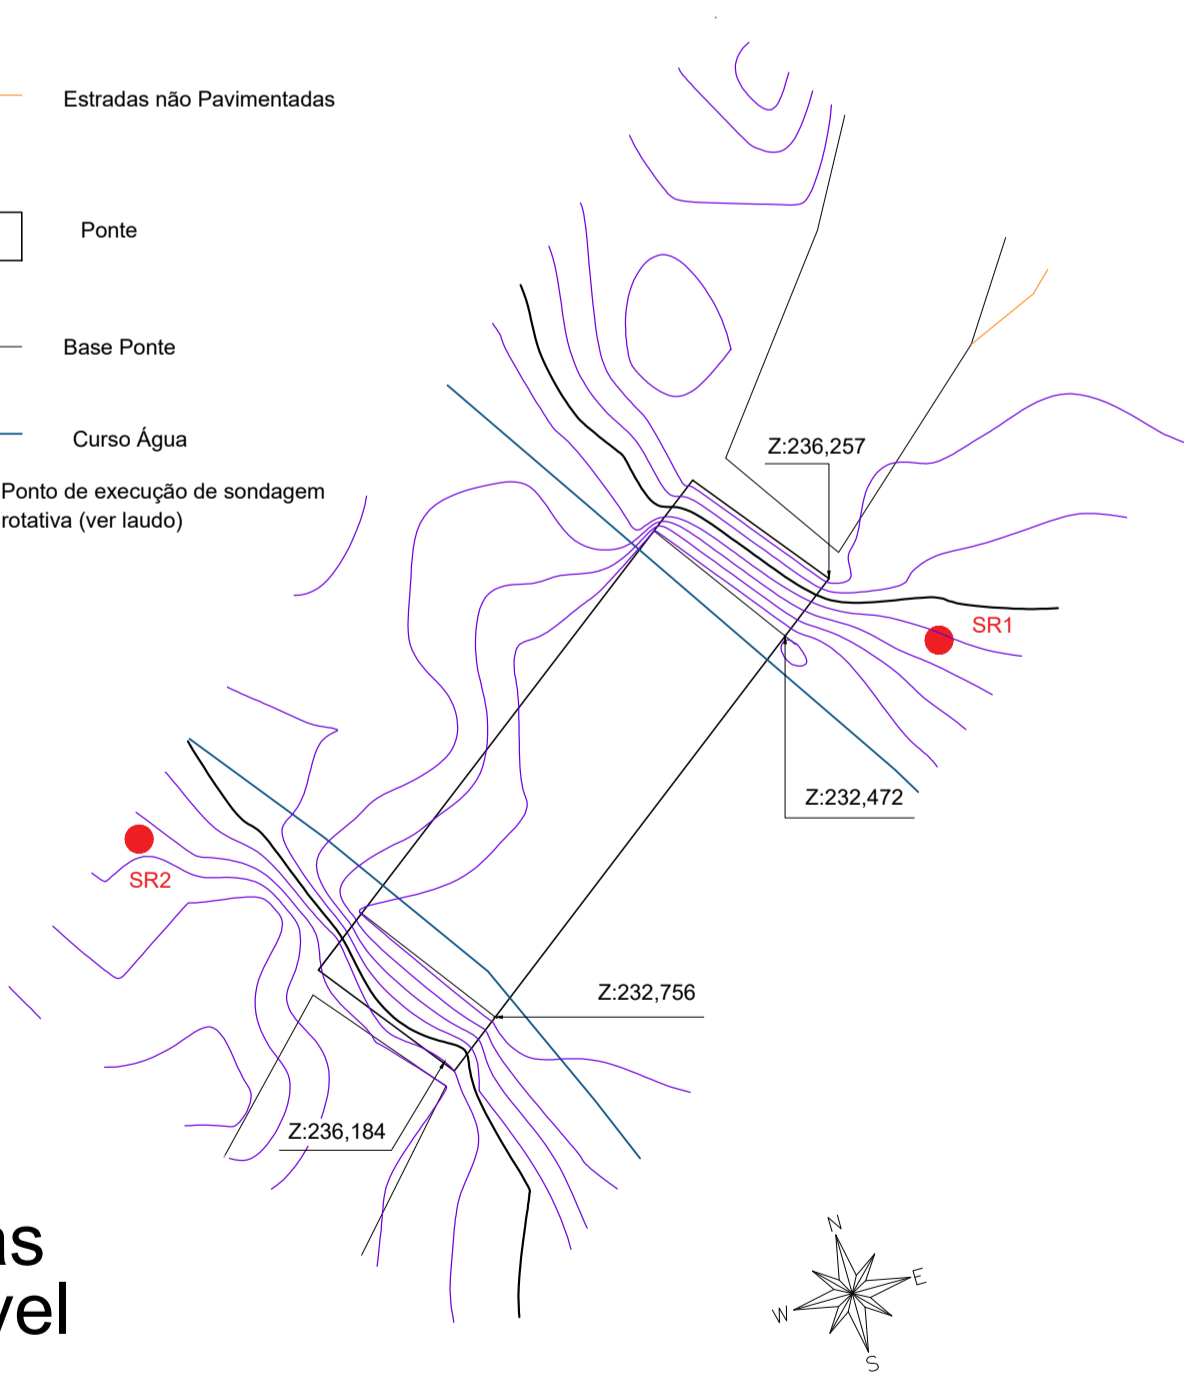 Estradas não Pavimentadas
Ponte
Base Ponte
Curso Água
Ponto de execução de sondagem
rotativa (ver laudo)
Z:236,257
SR1
Z:232,472
SR2
Z:232,756
Z:236,184
as
vel
N
E
W
S